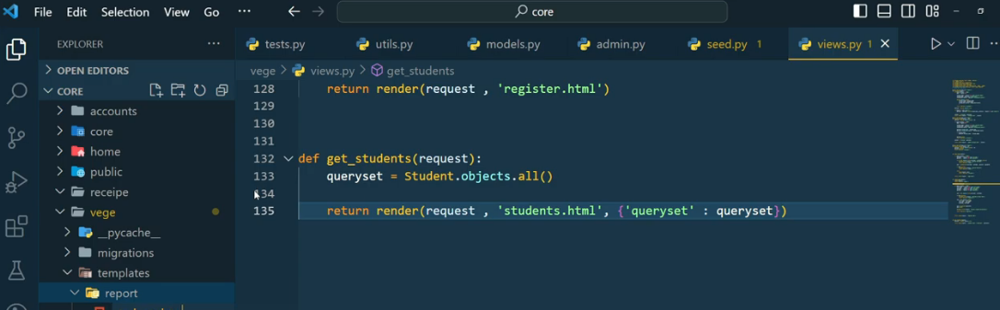 File Edit Selection View Go ··· core
EXPLORER ··· tests.py utils.py models.py admin.py seed.py 1 views.py 1
OPEN EDITORS
vege > views.py > get_students
CORE
128 return render(request , 'register.html')
accounts
129
core
130
home
131
public
132 def get_students(request):
receipe
133 queryset = Student.objects.all()
vege
134
__pycache__
135 return render(request , 'students.html', {'queryset' : queryset})
migrations
templates
report